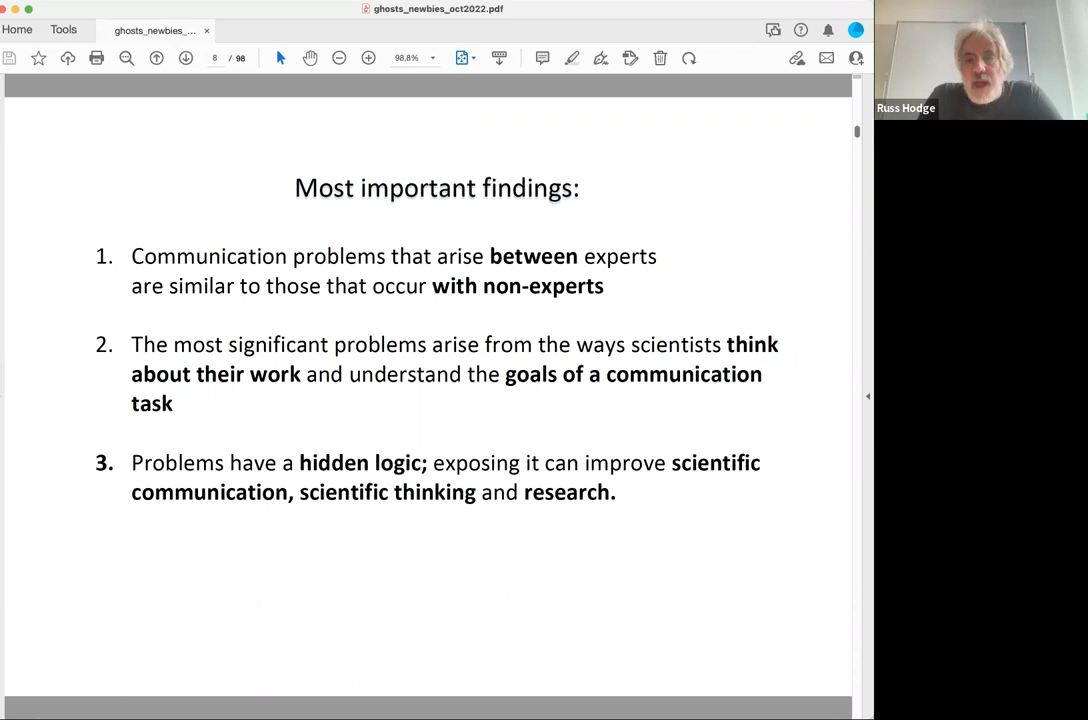 ghosts_newbies_oct2022.pdf
Home Tools ghosts_newbies_... ×
8 / 98 98,8%
Russ Hodge
Most important findings:
1. Communication problems that arise between experts
are similar to those that occur with non-experts
2. The most significant problems arise from the ways scientists think
about their work and understand the goals of a communication
task
3. Problems have a hidden logic; exposing it can improve scientific
communication, scientific thinking and research.